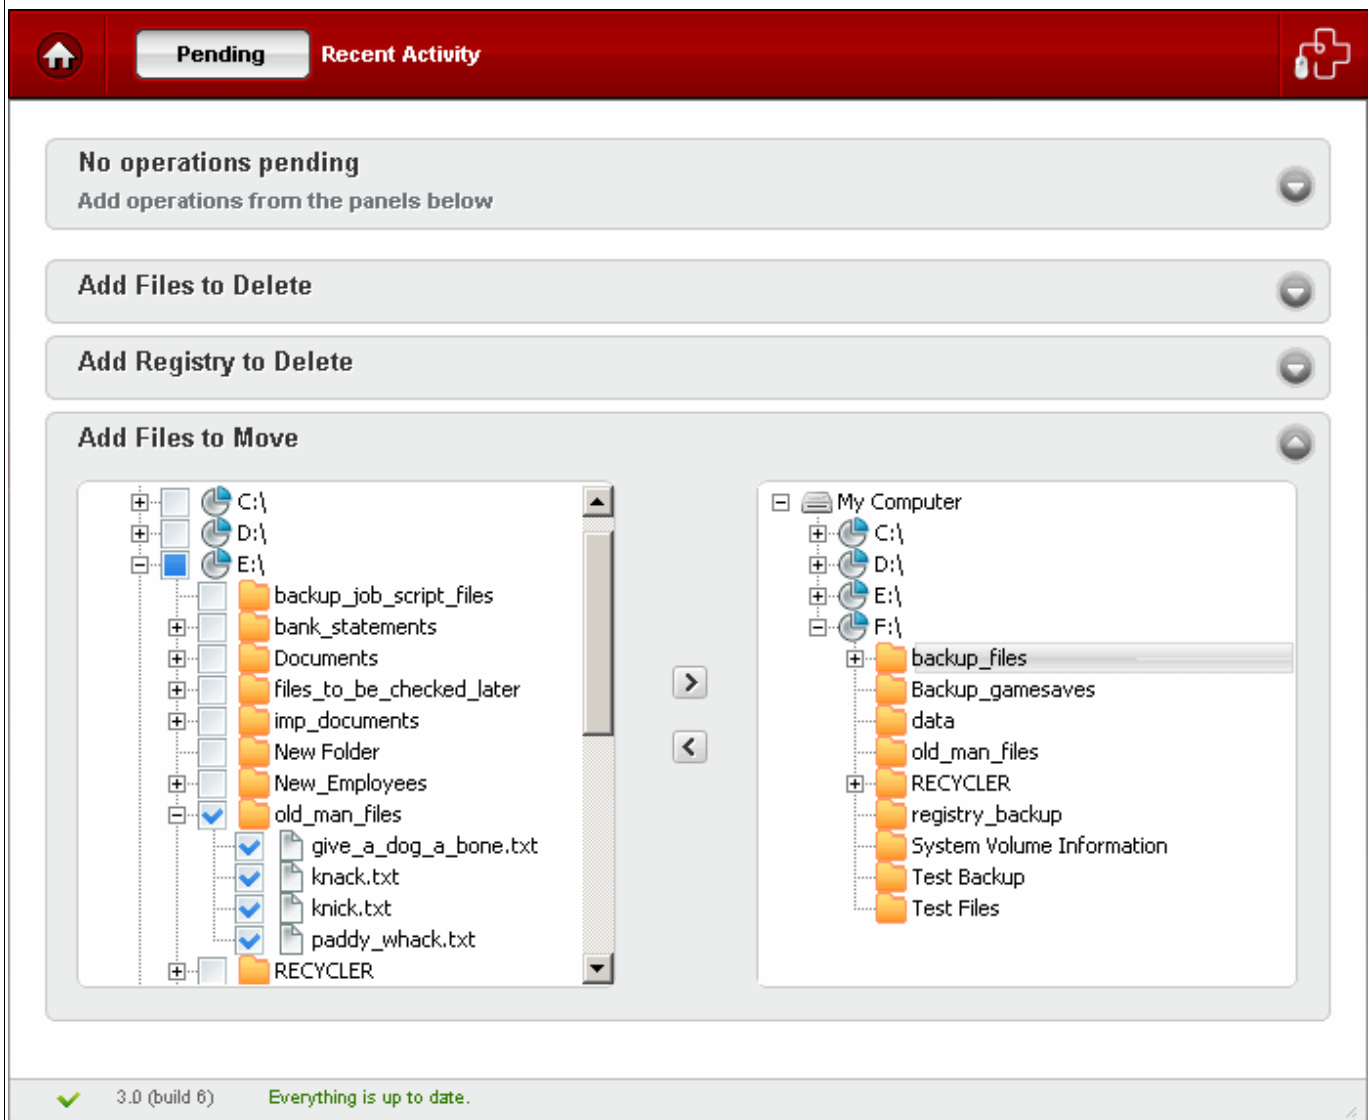 Pending Recent Activity
No operations pending
Add operations from the panels below
Add Files to Delete
Add Registry to Delete
Add Files to Move
C:\
D:\
E:\
backup_job_script_files
bank_statements
Documents
files_to_be_checked_later
imp_documents
New Folder
New_Employees
old_man_files
give_a_dog_a_bone.txt
knack.txt
knick.txt
paddy_whack.txt
RECYCLER
My Computer
C:\
D:\
E:\
F:\
backup_files
Backup_gamesaves
data
old_man_files
RECYCLER
registry_backup
System Volume Information
Test Backup
Test Files
3.0 (build 6) Everything is up to date.